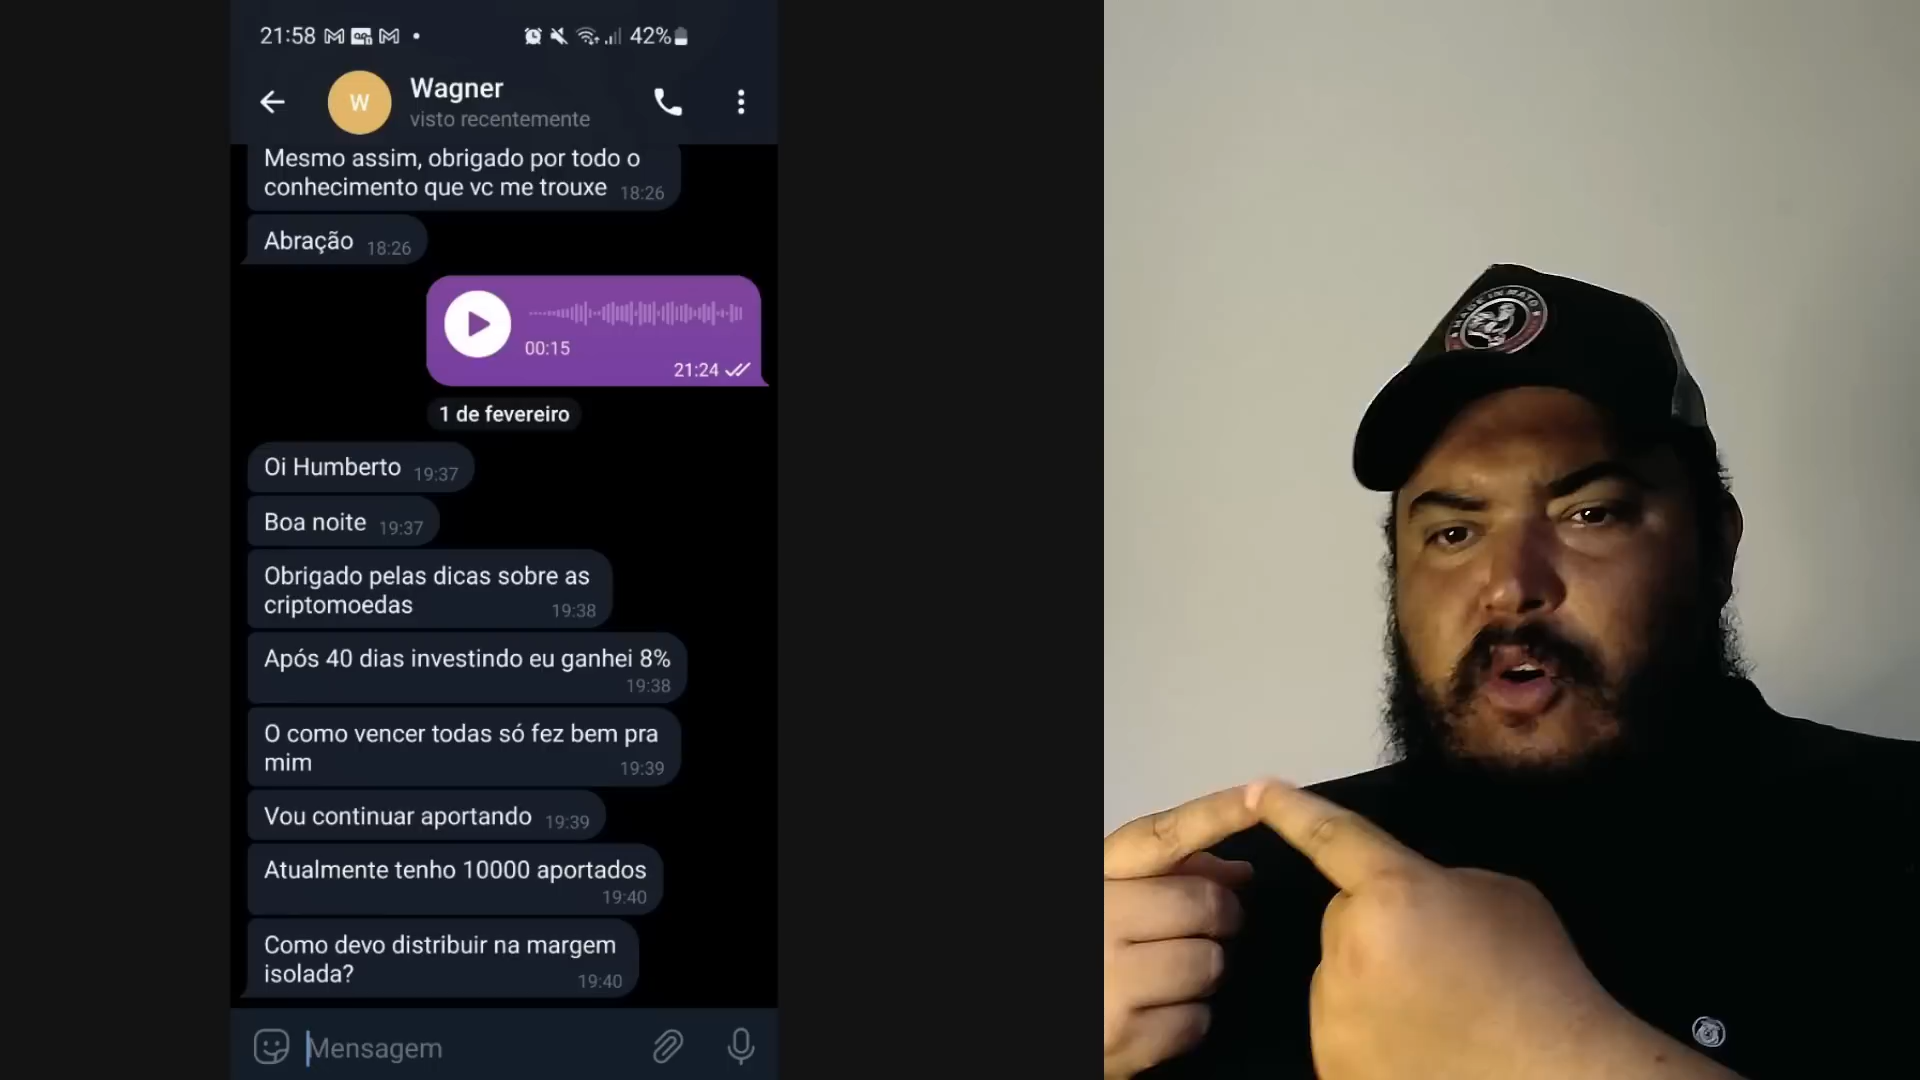 21:58
42%
W
Wagner
visto recentemente
Mesmo assim, obrigado por todo o
conhecimento que vc me trouxe 18:26
Abração 18:26
00:15
21:24
1 de fevereiro
Oi Humberto 19:37
Boa noite 19:37
Obrigado pelas dicas sobre as
criptomoedas 19:38
Após 40 dias investindo eu ganhei 8%
19:38
O como vencer todas só fez bem pra
mim 19:39
Vou continuar aportando 19:39
Atualmente tenho 10000 aportados
19:40
Como devo distribuir na margem
isolada? 19:40
Mensagem
MADE IN MATO